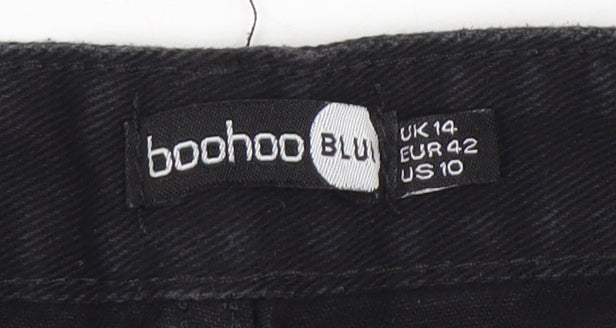 boohoo BLU
UK 14
EUR 42
US 10